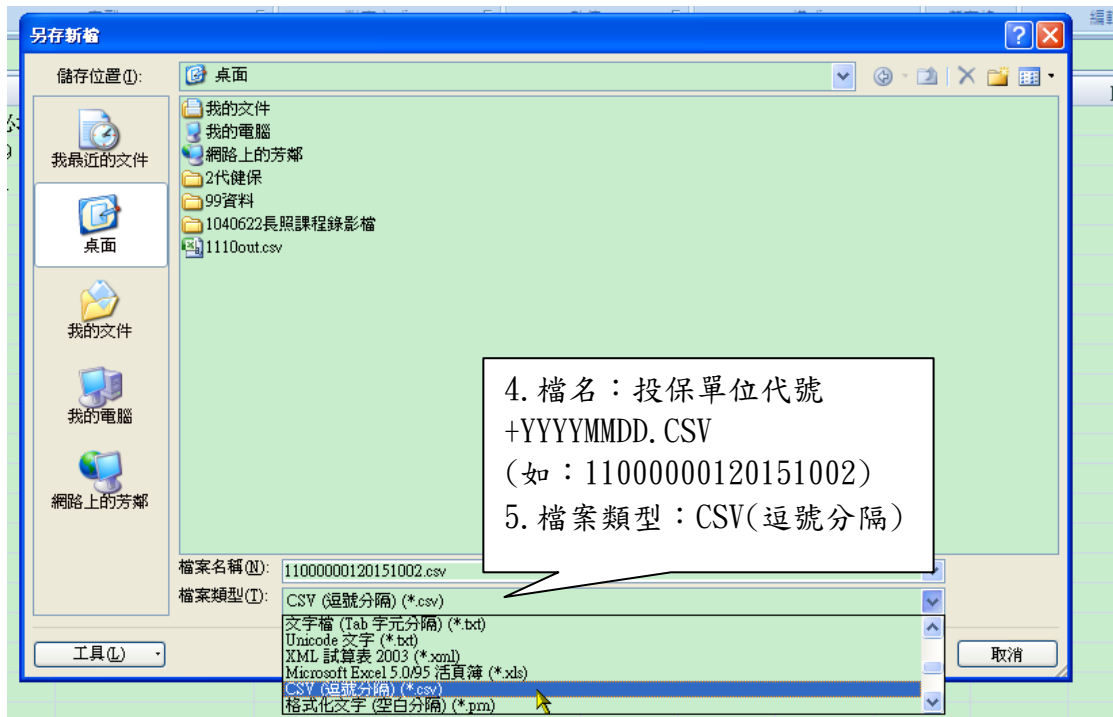 另存新檔
儲存位置(I):
桌面
我最近的文件
桌面
我的文件
我的電腦
網路上的芳鄰
我的文件
我的電腦
網路上的芳鄰
2代健保
99資料
1040622長照課程錄影檔
1110out.csv
4.檔名：投保單位代號
+YYYYMMDD.CSV
(如：11000000120151002)
5.檔案類型：CSV(逗號分隔)
檔案名稱(N):
11000000120151002.csv
檔案類型(T):
CSV (逗號分隔) (*.csv)
文字檔 (Tab 字元分隔) (*.txt)
Unicode 文字 (*.txt)
XML 試算表 2003 (*.xml)
Microsoft Excel 5.0/95 活頁簿 (*.xls)
CSV (逗號分隔) (*.csv)
格式化文字 (空白分隔) (*.prn)
工具(L)
取消